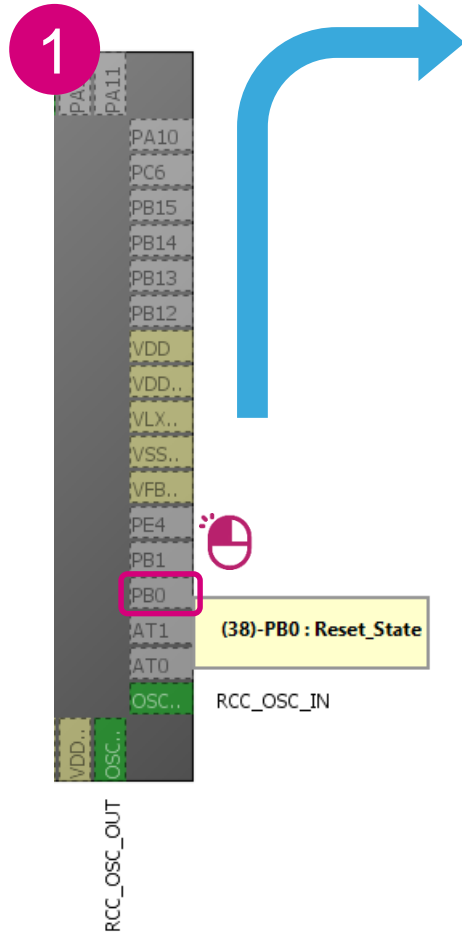 1
PA..
PA11
PA10
PC6
PB15
PB14
PB13
PB12
VDD
VDD..
VLX..
VSS..
VFB..
PE4
PB1
PB0
(38)-PB0 : Reset_State
AT1
AT0
OSC..
RCC_OSC_IN
VDD..
OSC..
RCC_OSC_OUT